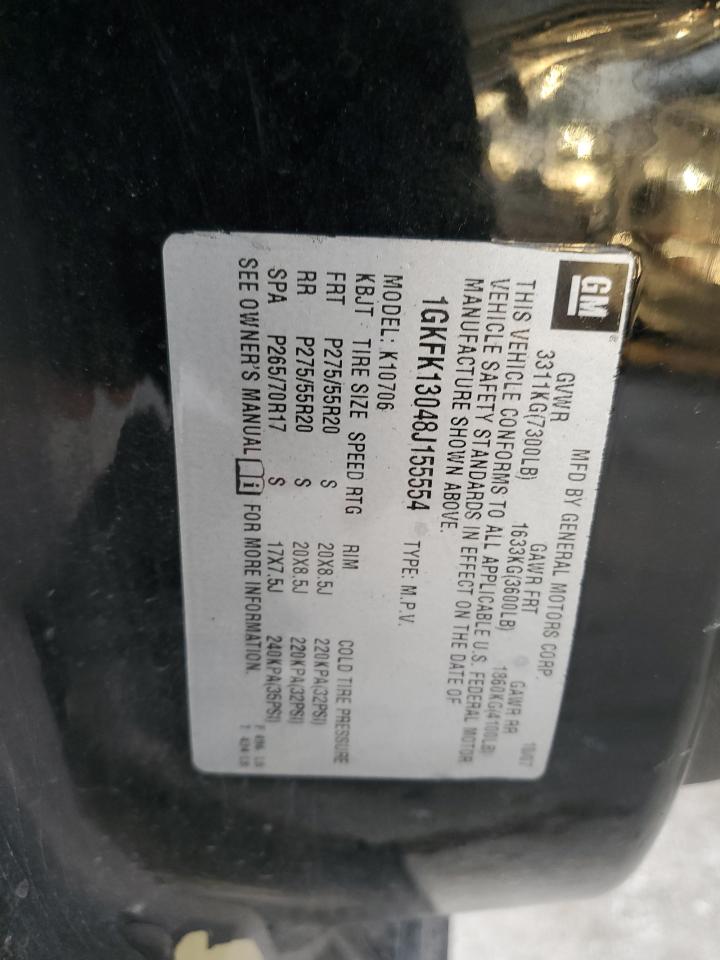 GM
MFD BY GENERAL MOTORS CORP. 10/07
GVWR GAWR FRT GAWR RR
3311KG(7300LB) 1633KG(3600LB) 1860KG(4100LB)
THIS VEHICLE CONFORMS TO ALL APPLICABLE U.S. FEDERAL MOTOR
VEHICLE SAFETY STANDARDS IN EFFECT ON THE DATE OF
MANUFACTURE SHOWN ABOVE.
1GKFK13048J155554 TYPE: M.P.V.
MODEL: K10706
KBJT TIRE SIZE SPEED RTG RIM COLD TIRE PRESSURE
FRT P275/55R20 S 20X8.5J 220KPA(32PSI)
RR P275/55R20 S 20X8.5J 220KPA(32PSI)
SPA P265/70R17 S 17X7.5J 240KPA(35PSI)
SEE OWNER'S MANUAL i FOR MORE INFORMATION.